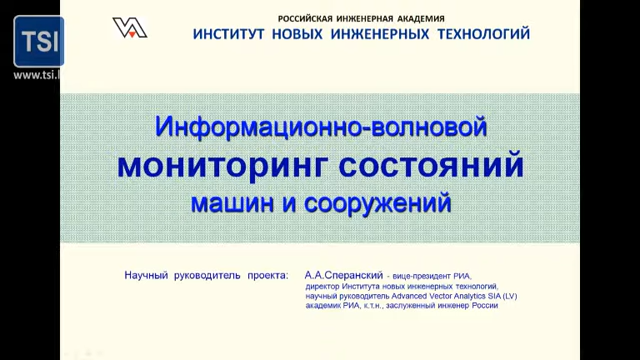 TSI
www.tsi.l
РОССИЙСКАЯ ИНЖЕНЕРНАЯ АКАДЕМИЯ
ИНСТИТУТ НОВЫХ ИНЖЕНЕРНЫХ ТЕХНОЛОГИЙ
Информационно-волновой
МОНИТОРИНГ СОСТОЯНИЙ
машин и сооружений
Научный руководитель проекта: А.А.Сперанский - вице-президент РИА,
директор Института новых инженерных технологий,
научный руководитель Advanced Vector Analytics SIA (LV)
академик РИА, к.т.н., заслуженный инженер России